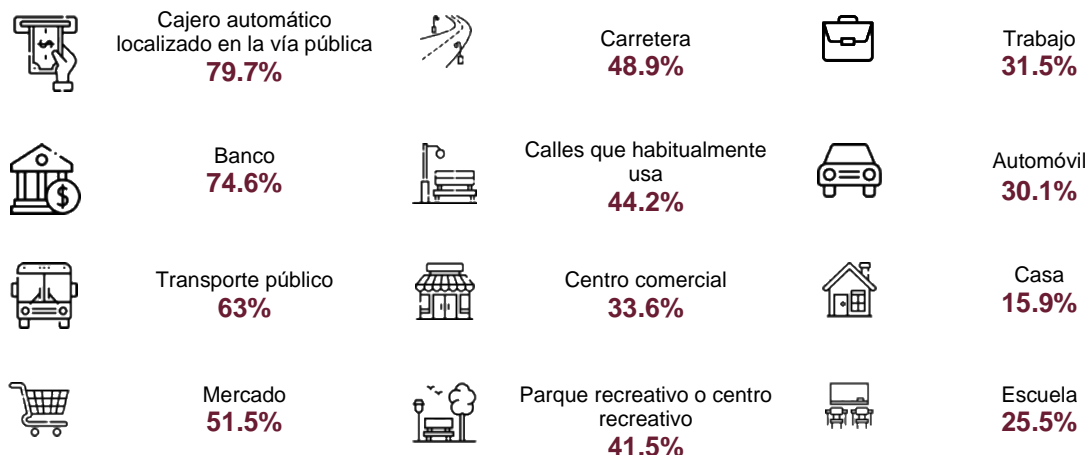 Cajero automático
localizado en la vía pública
79.7%
Carretera
48.9%
Trabajo
31.5%
Banco
74.6%
Calles que habitualmente
usa
44.2%
Automóvil
30.1%
Transporte público
63%
Centro comercial
33.6%
Casa
15.9%
Mercado
51.5%
Parque recreativo o centro
recreativo
41.5%
Escuela
25.5%